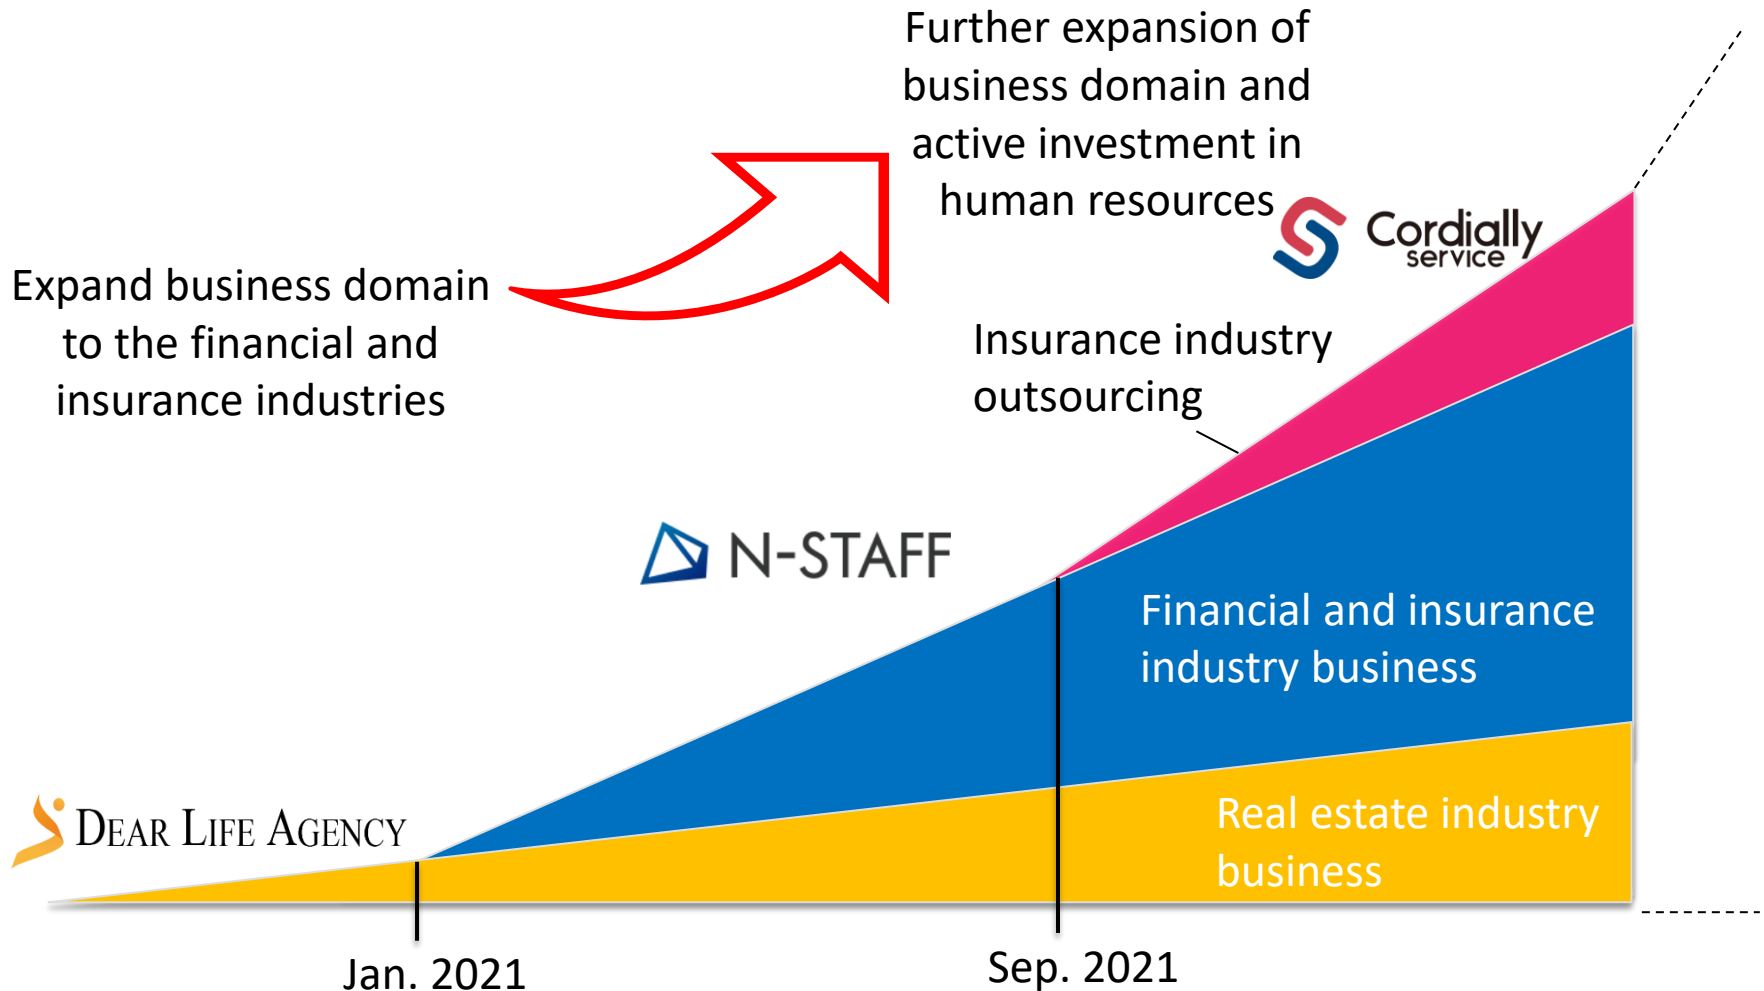 Further expansion of
business domain and
active investment in
human resources
Cordially
service
Expand business domain
to the financial and
insurance industries
Insurance industry
outsourcing
N-STAFF
Financial and insurance
industry business
DEAR LIFE AGENCY
Real estate industry
business
Jan. 2021
Sep. 2021